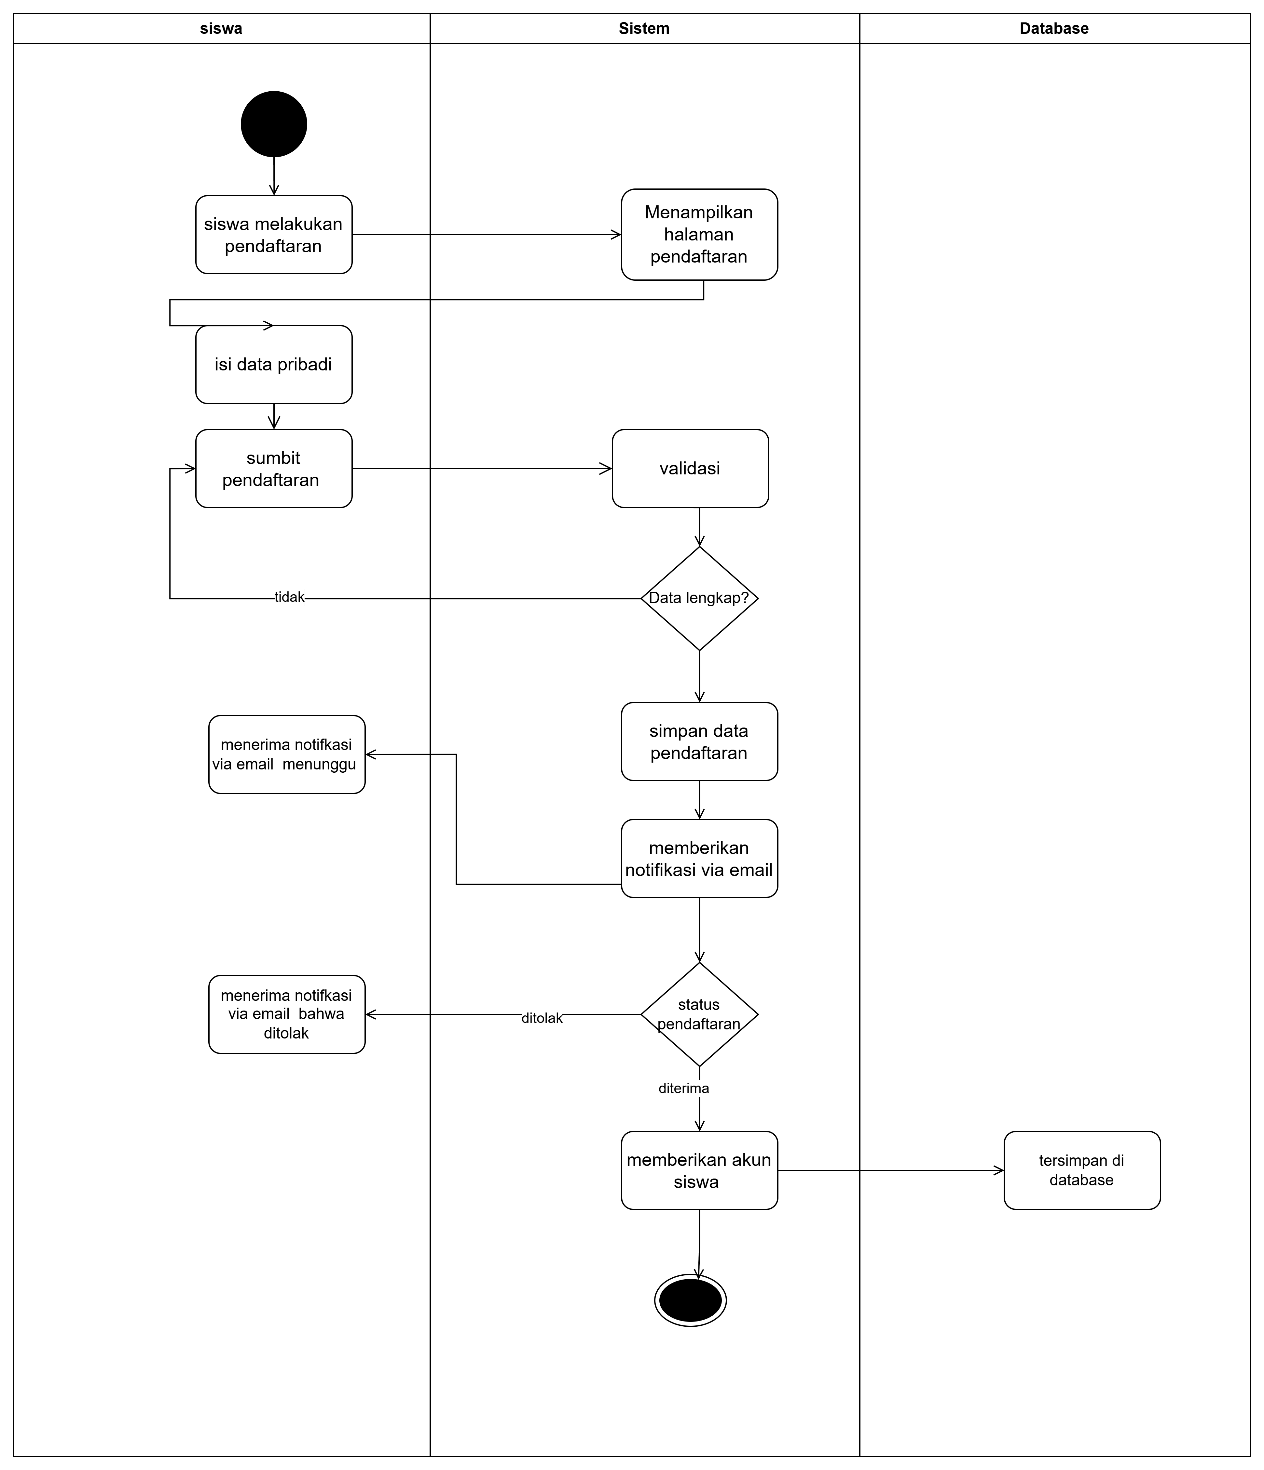 siswa
Sistem
Database
siswa melakukan
pendaftaran
Menampilkan
halaman
pendaftaran
isi data pribadi
sumbit
pendaftaran
validasi
Data lengkap?
tidak
simpan data
pendaftaran
menerima notifkasi
via email menunggu
memberikan
notifikasi via email
menerima notifkasi
via email bahwa
ditolak
ditolak
status
pendaftaran
diterima
memberikan akun
siswa
tersimpan di
database